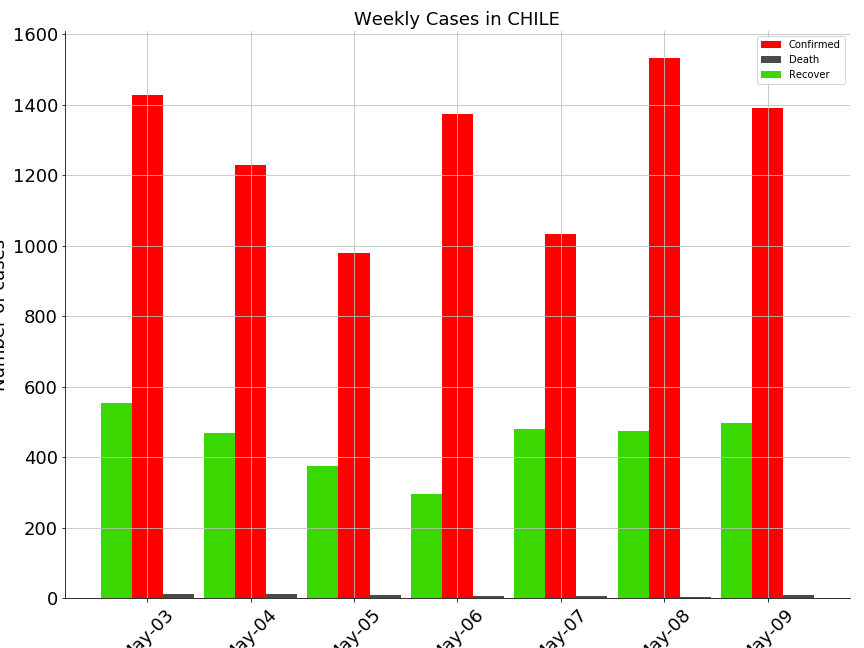 Weekly Cases in CHILE
Confirmed
Death
Recover
1600
1400
1200
1000
800
600
400
200
0
Number of cases
May-03
May-04
May-05
May-06
May-07
May-08
May-09